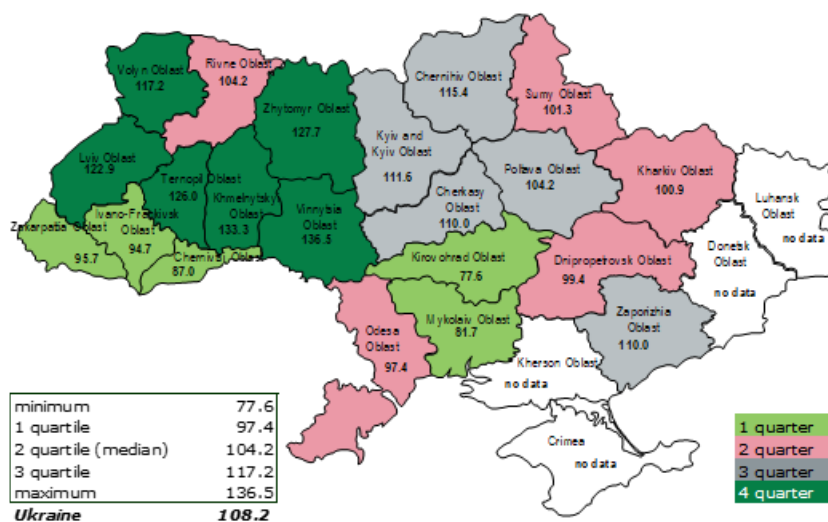 Volyn Oblast
117.2
Rivne Oblast
104.2
Zhytomyr Oblast
127.7
Chernihiv Oblast
115.4
Sumy Oblast
101.3
Kyiv and
Kyiv Oblast
111.6
Lviv Oblast
122.9
Ternopil Oblast
126.0
Khmelnytsky
Oblast
133.3
Vinnytsia
Oblast
136.5
Cherkasy
Oblast
110.0
Poltava Oblast
104.2
Kharkiv Oblast
100.9
Luhansk
Oblast
no data
Donetsk
Oblast
no data
Zakarpatia Oblast
95.7
Ivano-Frankivsk
Oblast
94.7
Chernivtsi Oblast
87.0
Kirovohrad Oblast
77.6
Dnipropetrovsk Oblast
99.4
Zaporizhia
Oblast
110.0
Mykolaiv Oblast
81.7
Odesa
Oblast
97.4
Kherson Oblast
no data
Crimea
no data
minimum 77.6
1 quartile 97.4
2 quartile (median) 104.2
3 quartile 117.2
maximum 136.5
Ukraine 108.2
1 quarter
2 quarter
3 quarter
4 quarter